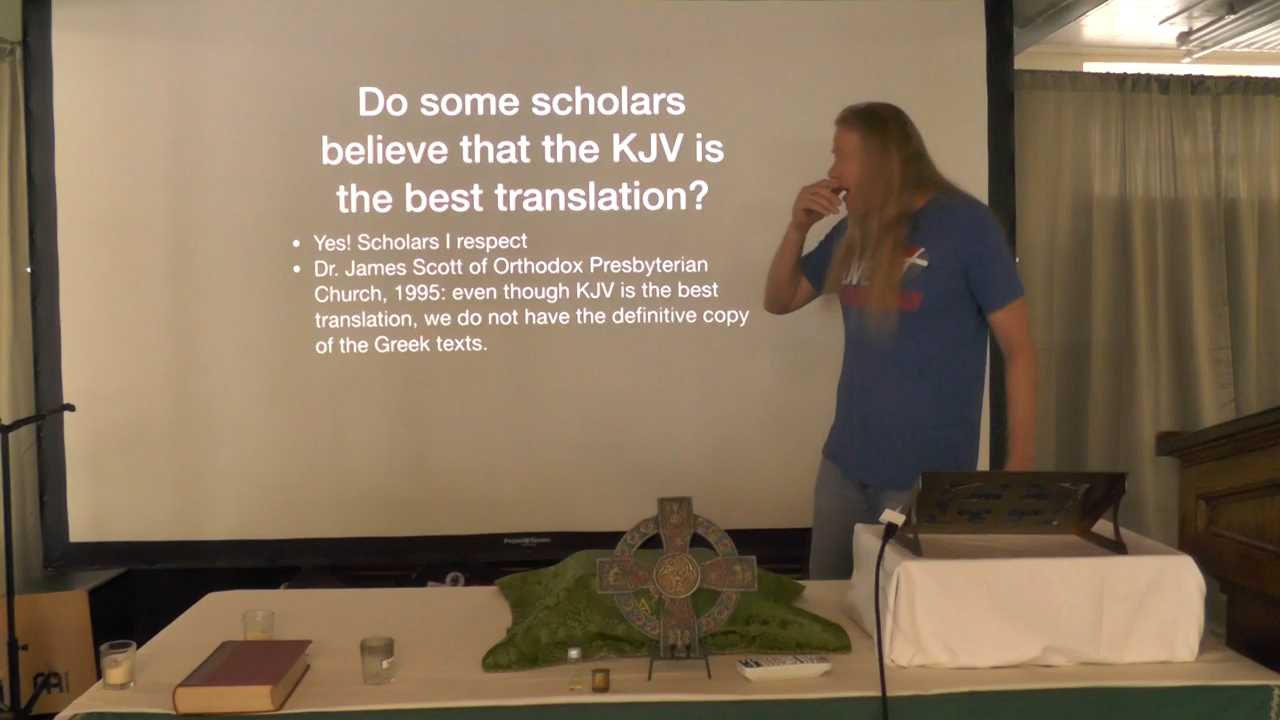 Do some scholars
believe that the KJV is
the best translation?
• Yes! Scholars I respect
• Dr. James Scott of Orthodox Presbyterian
Church, 1995: even though KJV is the best
translation, we do not have the definitive copy
of the Greek texts.